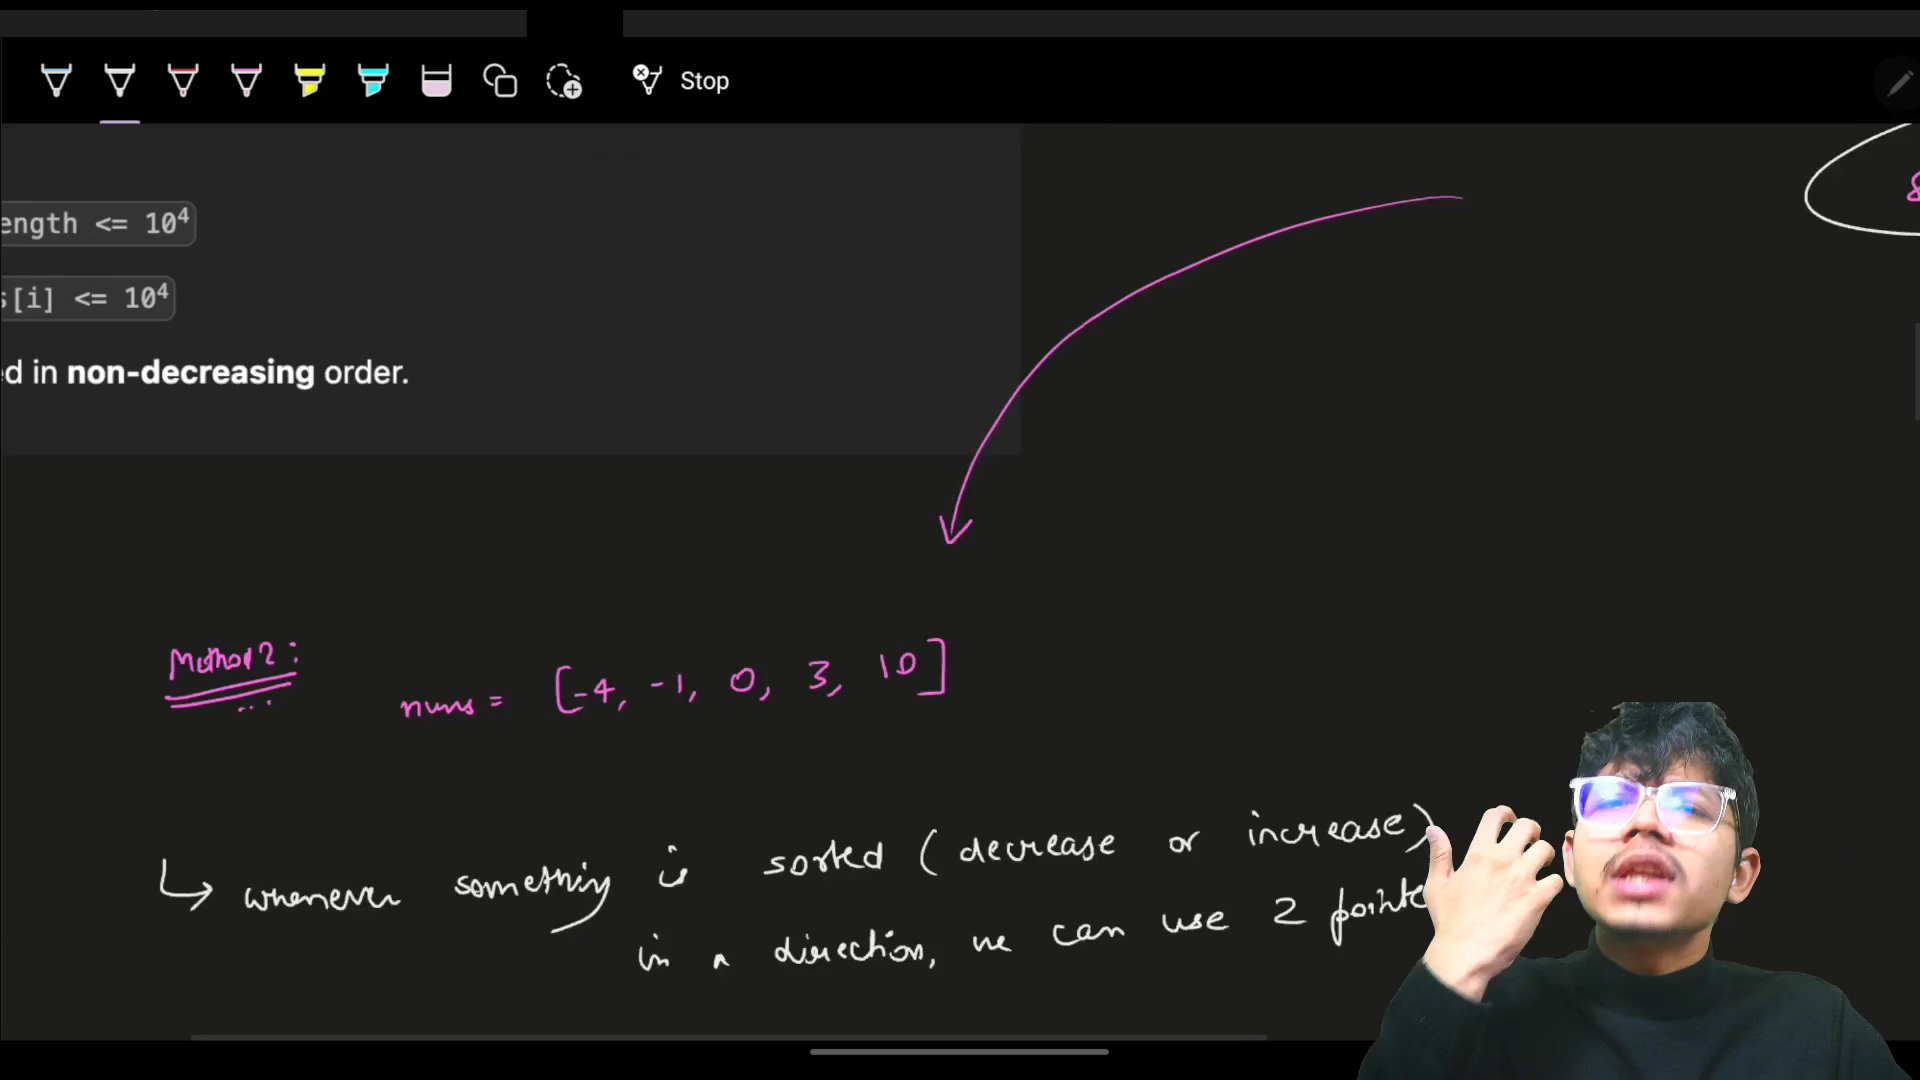 Stop
ength <= 10⁴
s[i] <= 10⁴
ed in non-decreasing order.
Method 2:
nums = [-4, -1, 0, 3, 10]
whenever something is sorted (decrease or increase)
in a direction, we can use 2 pointe